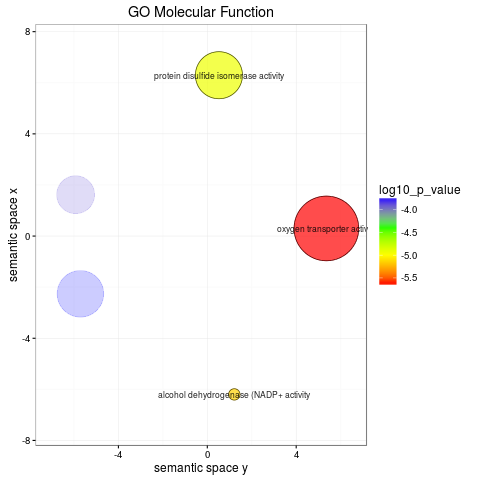 GO Molecular Function
8
4
0
-4
-8
semantic space x
protein disulfide isomerase activity
oxygen transporter activ
alcohol dehydrogenase (NADP+ activity
-4
0
4
semantic space y
log10_p_value
-4.0
-4.5
-5.0
-5.5